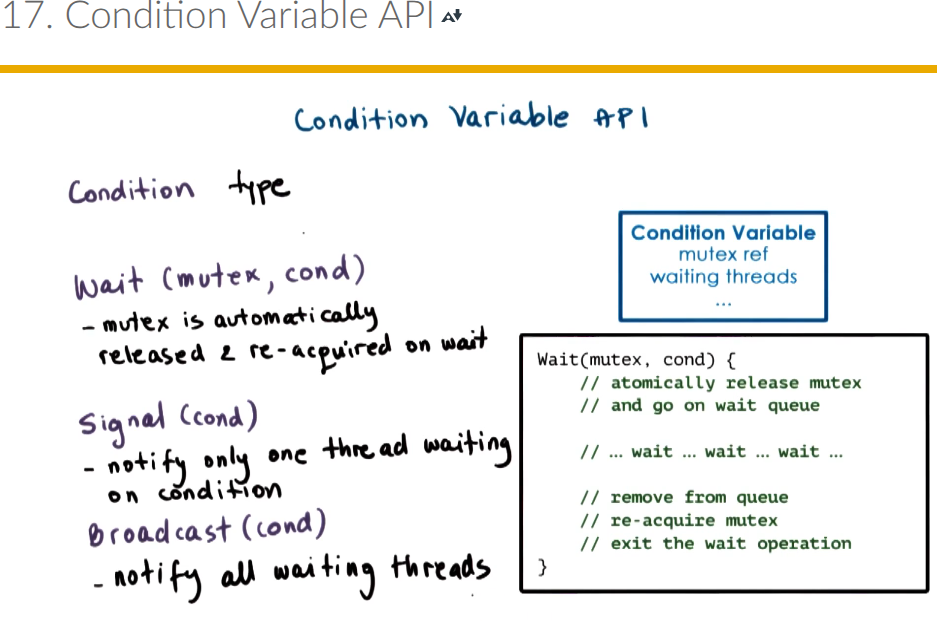 17. Condition Variable API
Condition Variable API
Condition type
Wait (mutex, cond)
- mutex is automatically
released & re-acquired on wait
Signal (cond)
- notify only one thread waiting
on condition
Broadcast (cond)
- notify all waiting threads
Condition Variable
mutex ref
waiting threads
...
Wait(mutex, cond) {
// atomically release mutex
// and go on wait queue
// ... wait ... wait ... wait ...
// remove from queue
// re-acquire mutex
// exit the wait operation
}